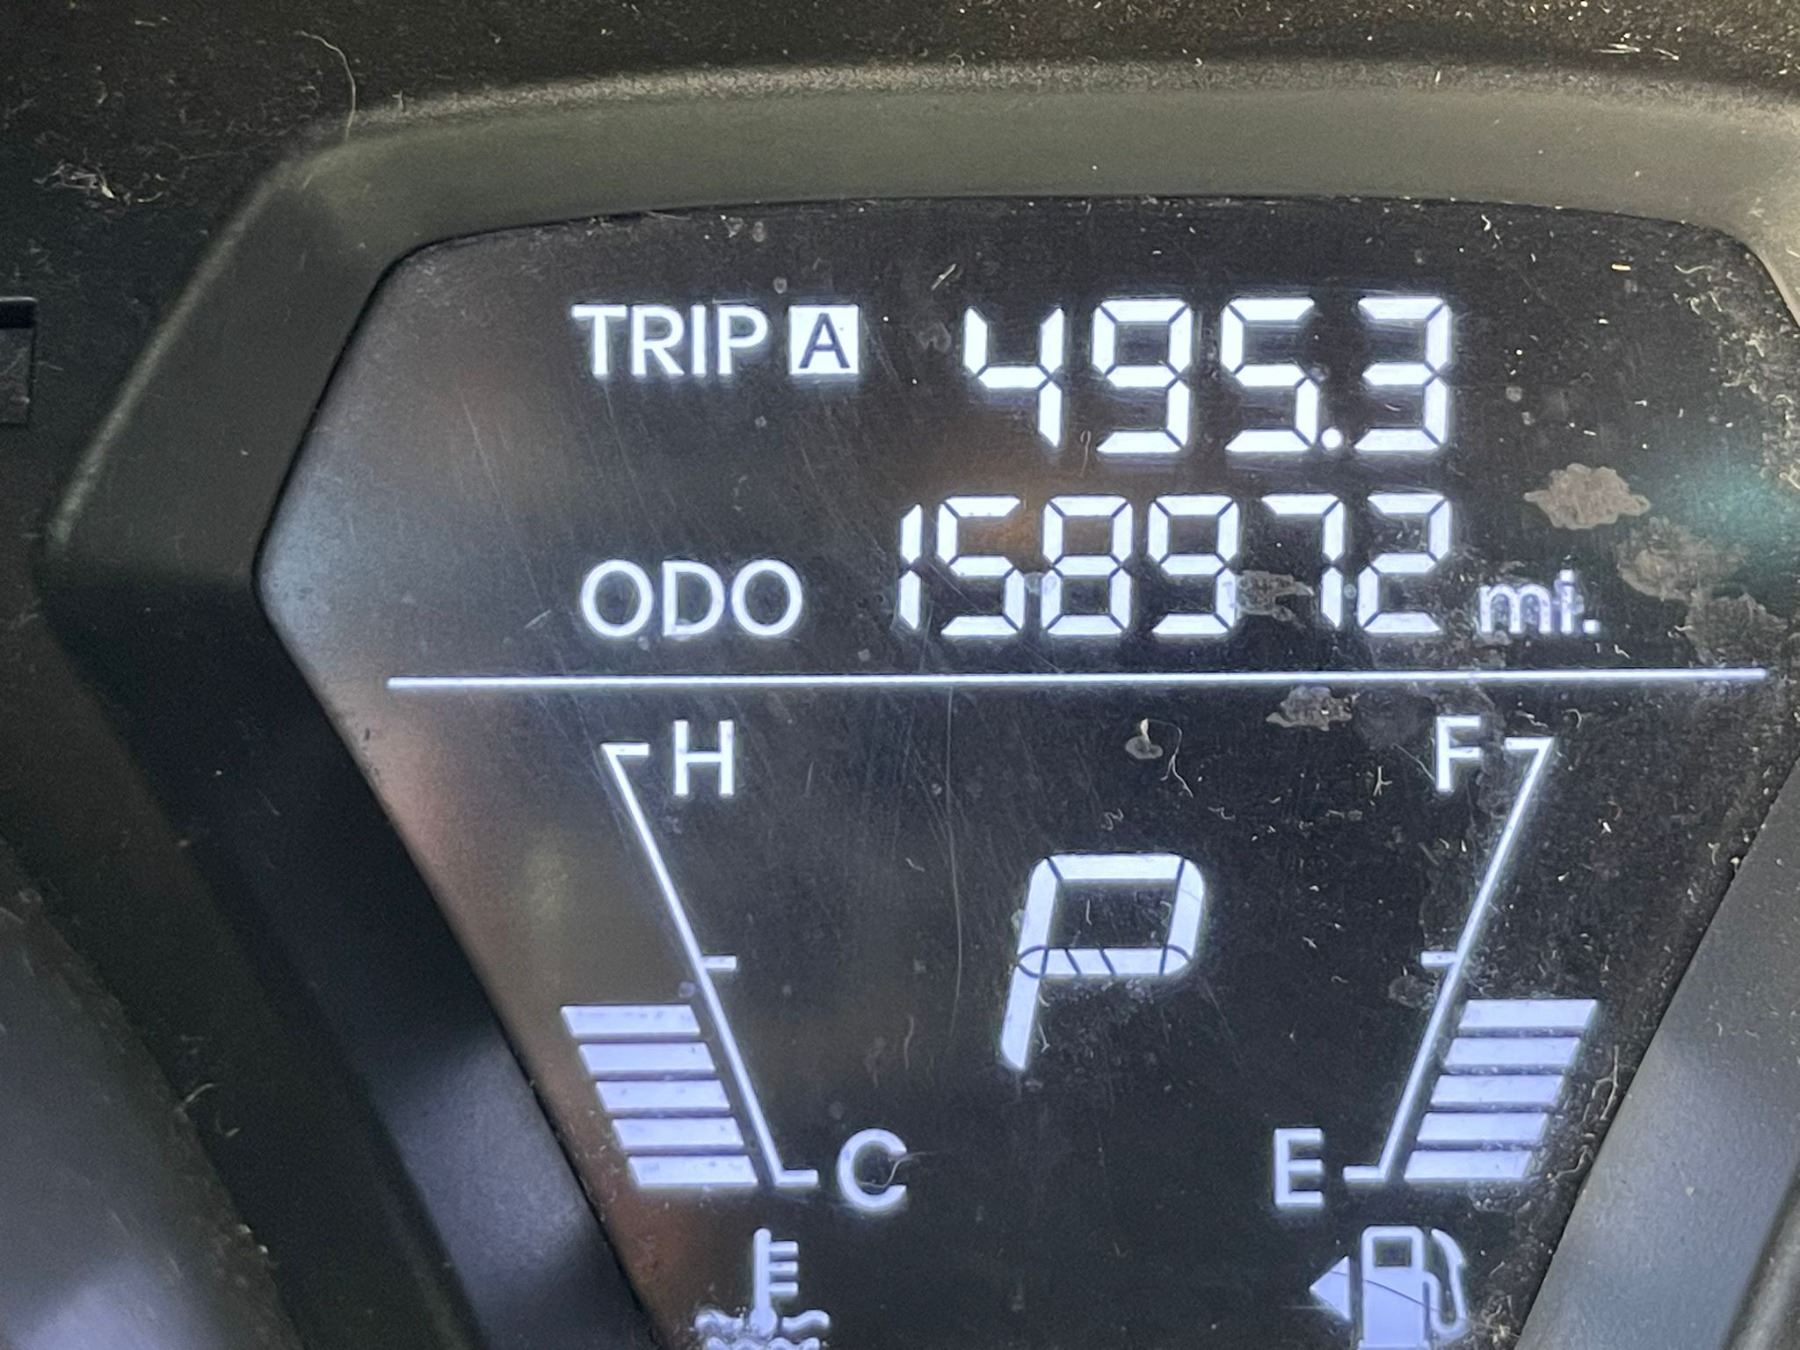 TRIP A 495.3
ODO 158972 mi.
H F
P
C E